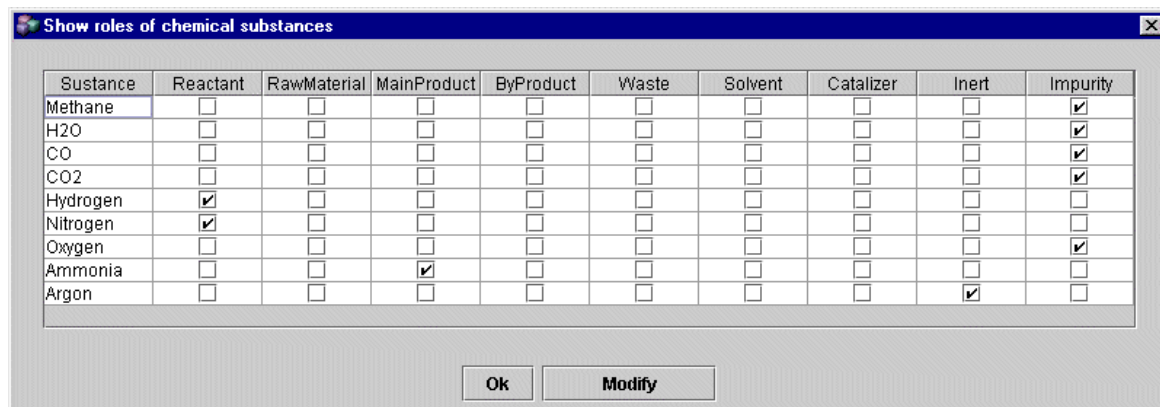 Show roles of chemical substances
Sustance Reactant RawMaterial MainProduct ByProduct Waste Solvent Catalizer Inert Impurity
Methane
H2O
CO
CO2
Hydrogen
Nitrogen
Oxygen
Ammonia
Argon
Ok Modify